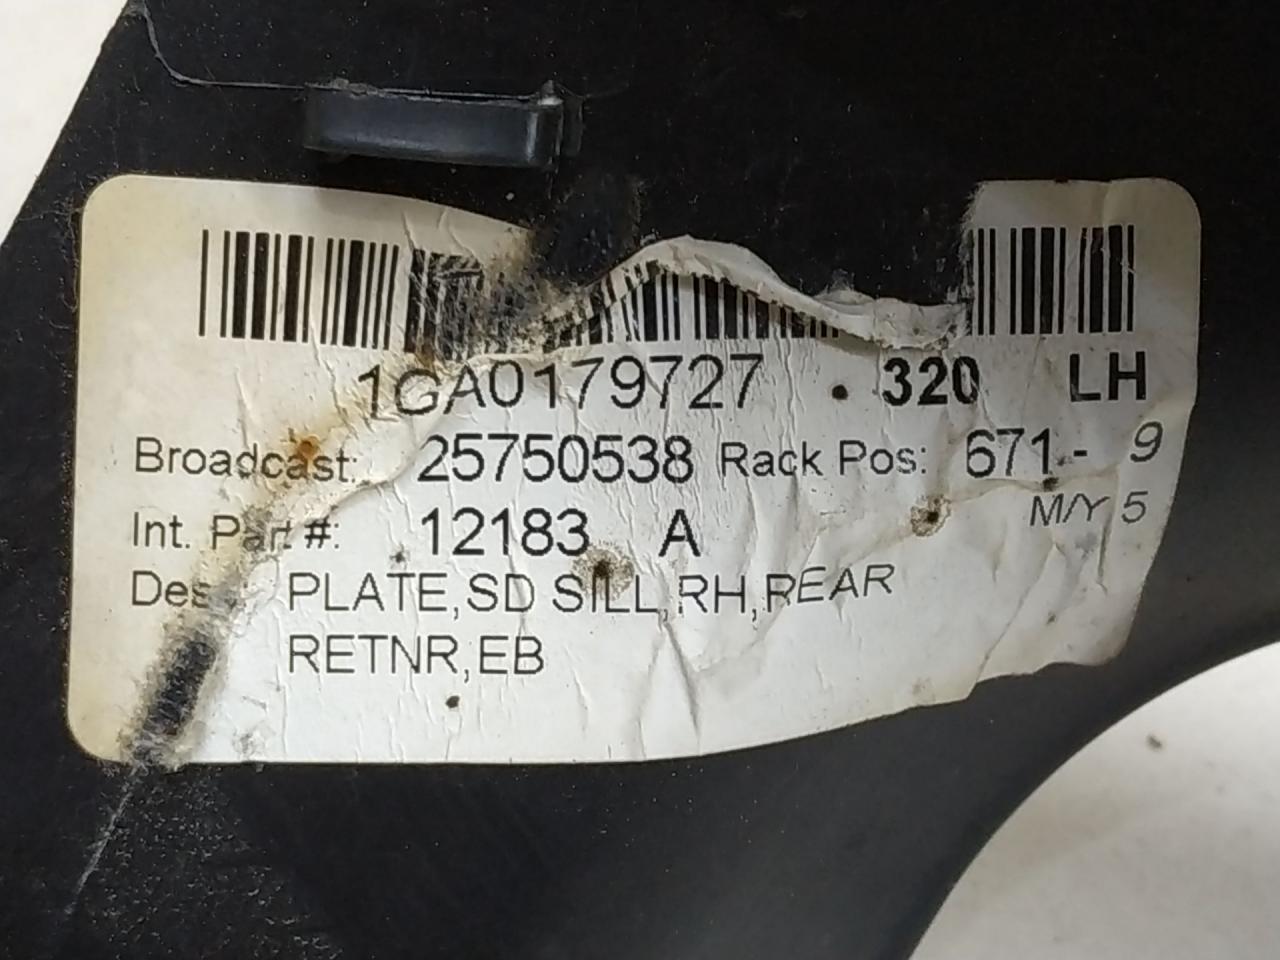 1GA0179727 320 LH
Broadcast: 25750538 Rack Pos: 671- 9
M/Y 5
Int. Part #: 12183 A
PLATE,SD SILL,RH,REAR
RETNR,EB